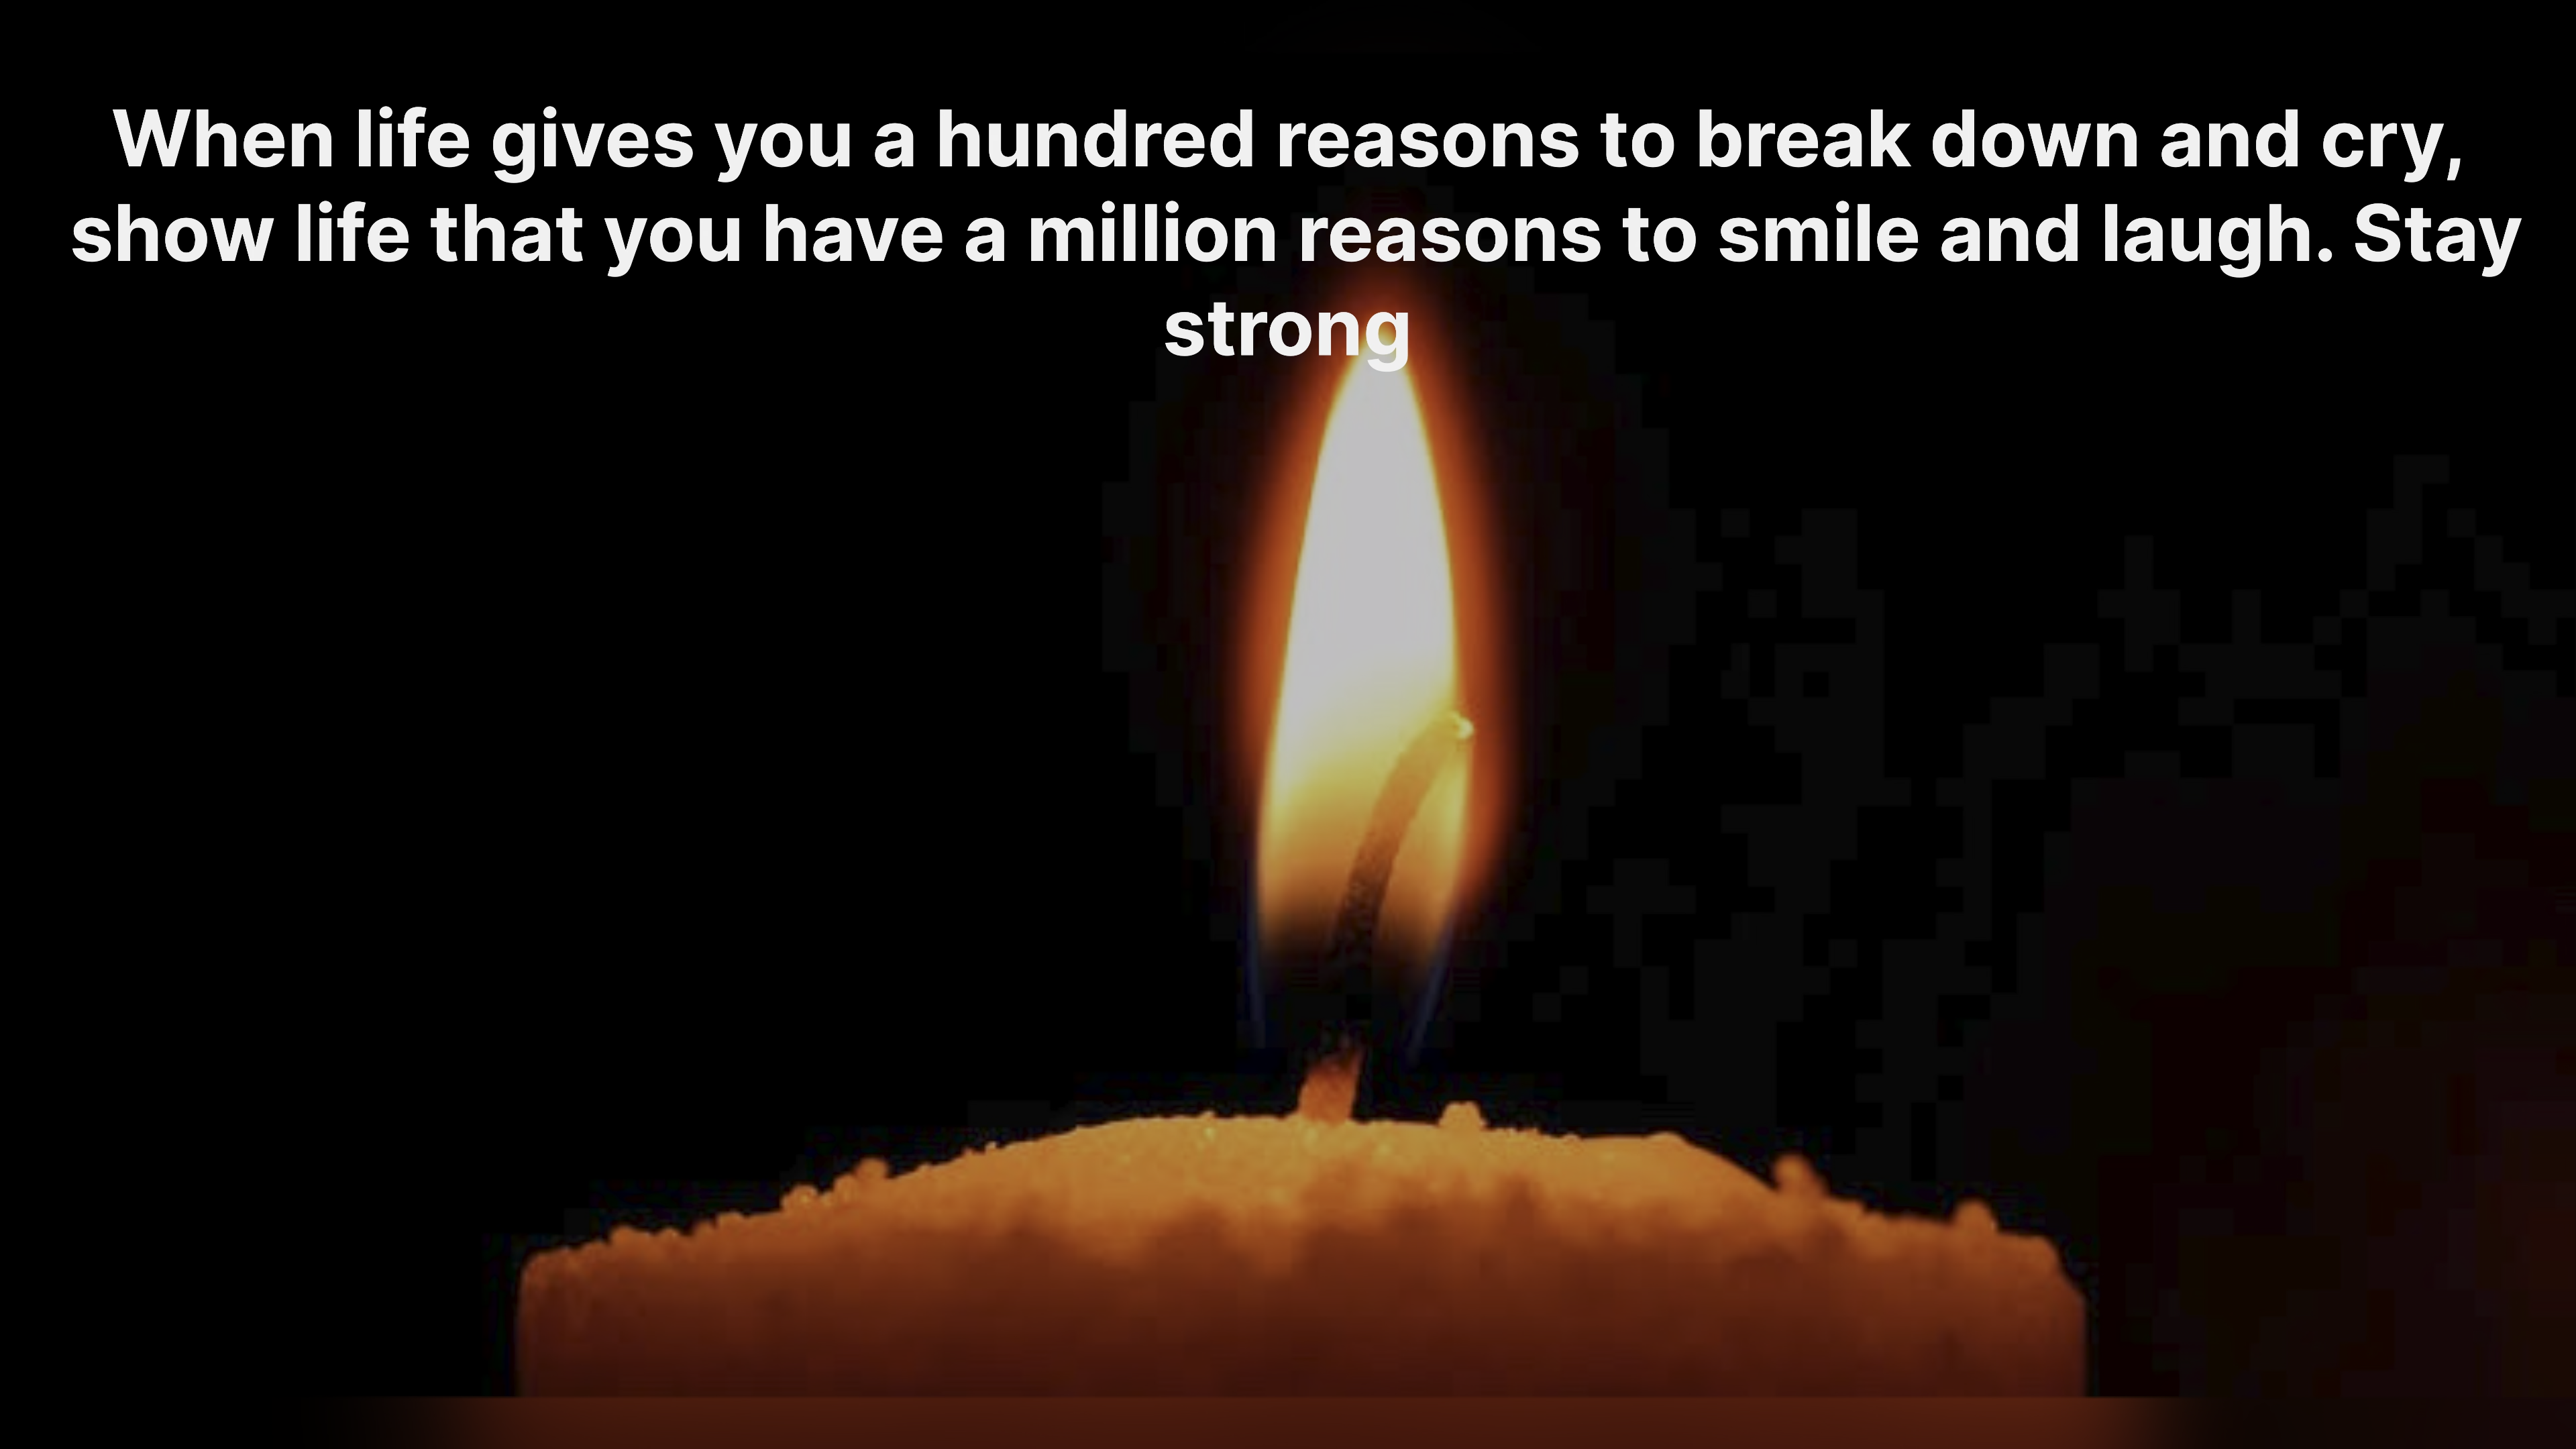 When life gives you a hundred reasons to break down and cry,
show life that you have a million reasons to smile and laugh. Stay
strong